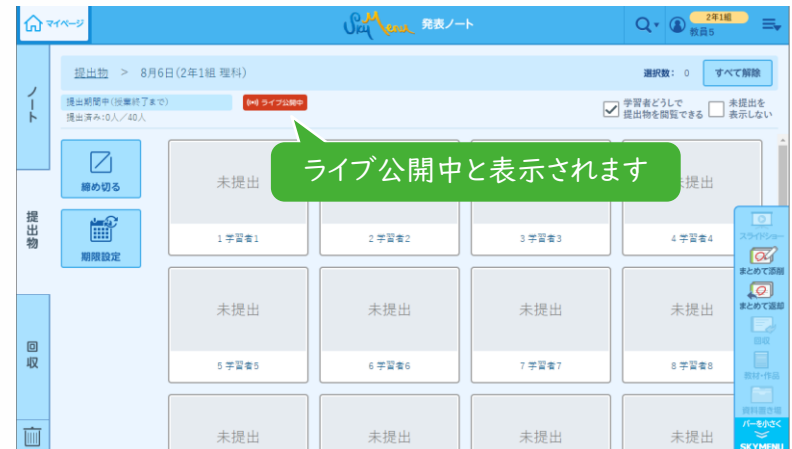 マイページ
SkyMenu 発表ノート
2年1組
教員5
ノート
提出物
回収
提出物 > 8月6日(2年1組 理科)
選択数: 0
すべて解除
提出期間中(授業終了まで)
提出済み:0人/40人
ライブ公開中
学習者どうしで
提出物を閲覧できる
未提出を
表示しない
ライブ公開中と表示されます
締め切る
期限設定
未提出
未提出
1 学習者1
2 学習者2
3 学習者3
4 学習者4
未提出
未提出
未提出
未提出
5 学習者5
6 学習者6
7 学習者7
8 学習者8
未提出
未提出
未提出
未提出
スライドショー
まとめて添削
まとめて返却
回収
教材・作品
資料置き場
バーを小さく
SKYMENU